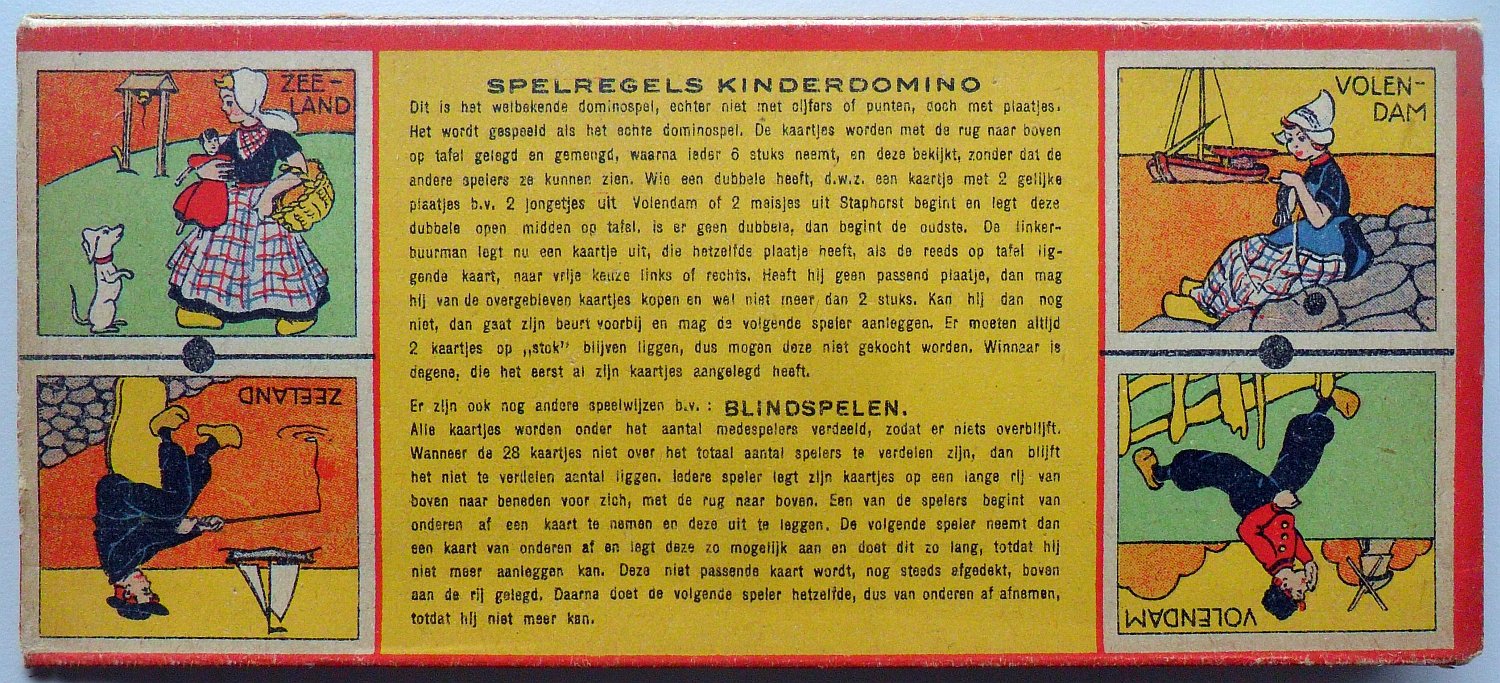 ZEE-
LAND
ZEELAND
SPELREGELS KINDERDOMINO
Dit is het welbekende dominospel, echter niet met cijfers of punten, doch met plaatjes.
Het wordt gespeeld als het echte dominospel. De kaartjes worden met de rug naar boven
op tafel gelegd en gemengd, waarna ieder 6 stuks neemt, en deze bekijkt, zonder dat de
andere spelers ze kunnen zien. Wie een dubbele heeft, d.w.z. een kaartje met 2 gelijke
plaatjes b.v. 2 jongetjes uit Volendam of 2 meisjes uit Staphorst begint en legt deze
dubbele open midden op tafel, is er geen dubbele, dan begint de oudste. De linker-
buurman legt nu een kaartje uit, die hetzelfde plaatje heeft, als de reeds op tafel lig-
gende kaart, naar vrije keuze links of rechts. Heeft hij geen passend plaatje, dan mag
hij van de overgebleven kaartjes kopen en wel niet meer dan 2 stuks. Kan hij dan nog
niet, dan gaat zijn beurt voorbij en mag de volgende speler aanleggen. Er moeten altijd
2 kaartjes op „stok” blijven liggen, dus mogen deze niet gekocht worden. Winnaar is
degene, die het eerst al zijn kaartjes aangelegd heeft.
Er zijn ook nog andere speelwijzen b.v. : BLINDSPELEN.
Alle kaartjes worden onder het aantal medespelers verdeeld, zodat er niets overblijft.
Wanneer de 28 kaartjes niet over het totaal aantal spelers te verdelen zijn, dan blijft
het niet te verdelen aantal liggen. Iedere speler legt zijn kaartjes op een lange rij van
boven naar beneden voor zich, met de rug naar boven. Een van de spelers begint van
onderen af een kaart te nemen en deze uit te leggen. De volgende speler neemt dan
een kaart van onderen af en legt deze zo mogelijk aan en doet dit zo lang, totdat hij
niet meer aanleggen kan. Deze niet passende kaart wordt, nog steeds afgedekt, boven
aan de rij gelegd. Daarna doet de volgende speler hetzelfde, dus van onderen af afnemen,
totdat hij niet meer kan.
VOLEN-
DAM
VOLENDAM